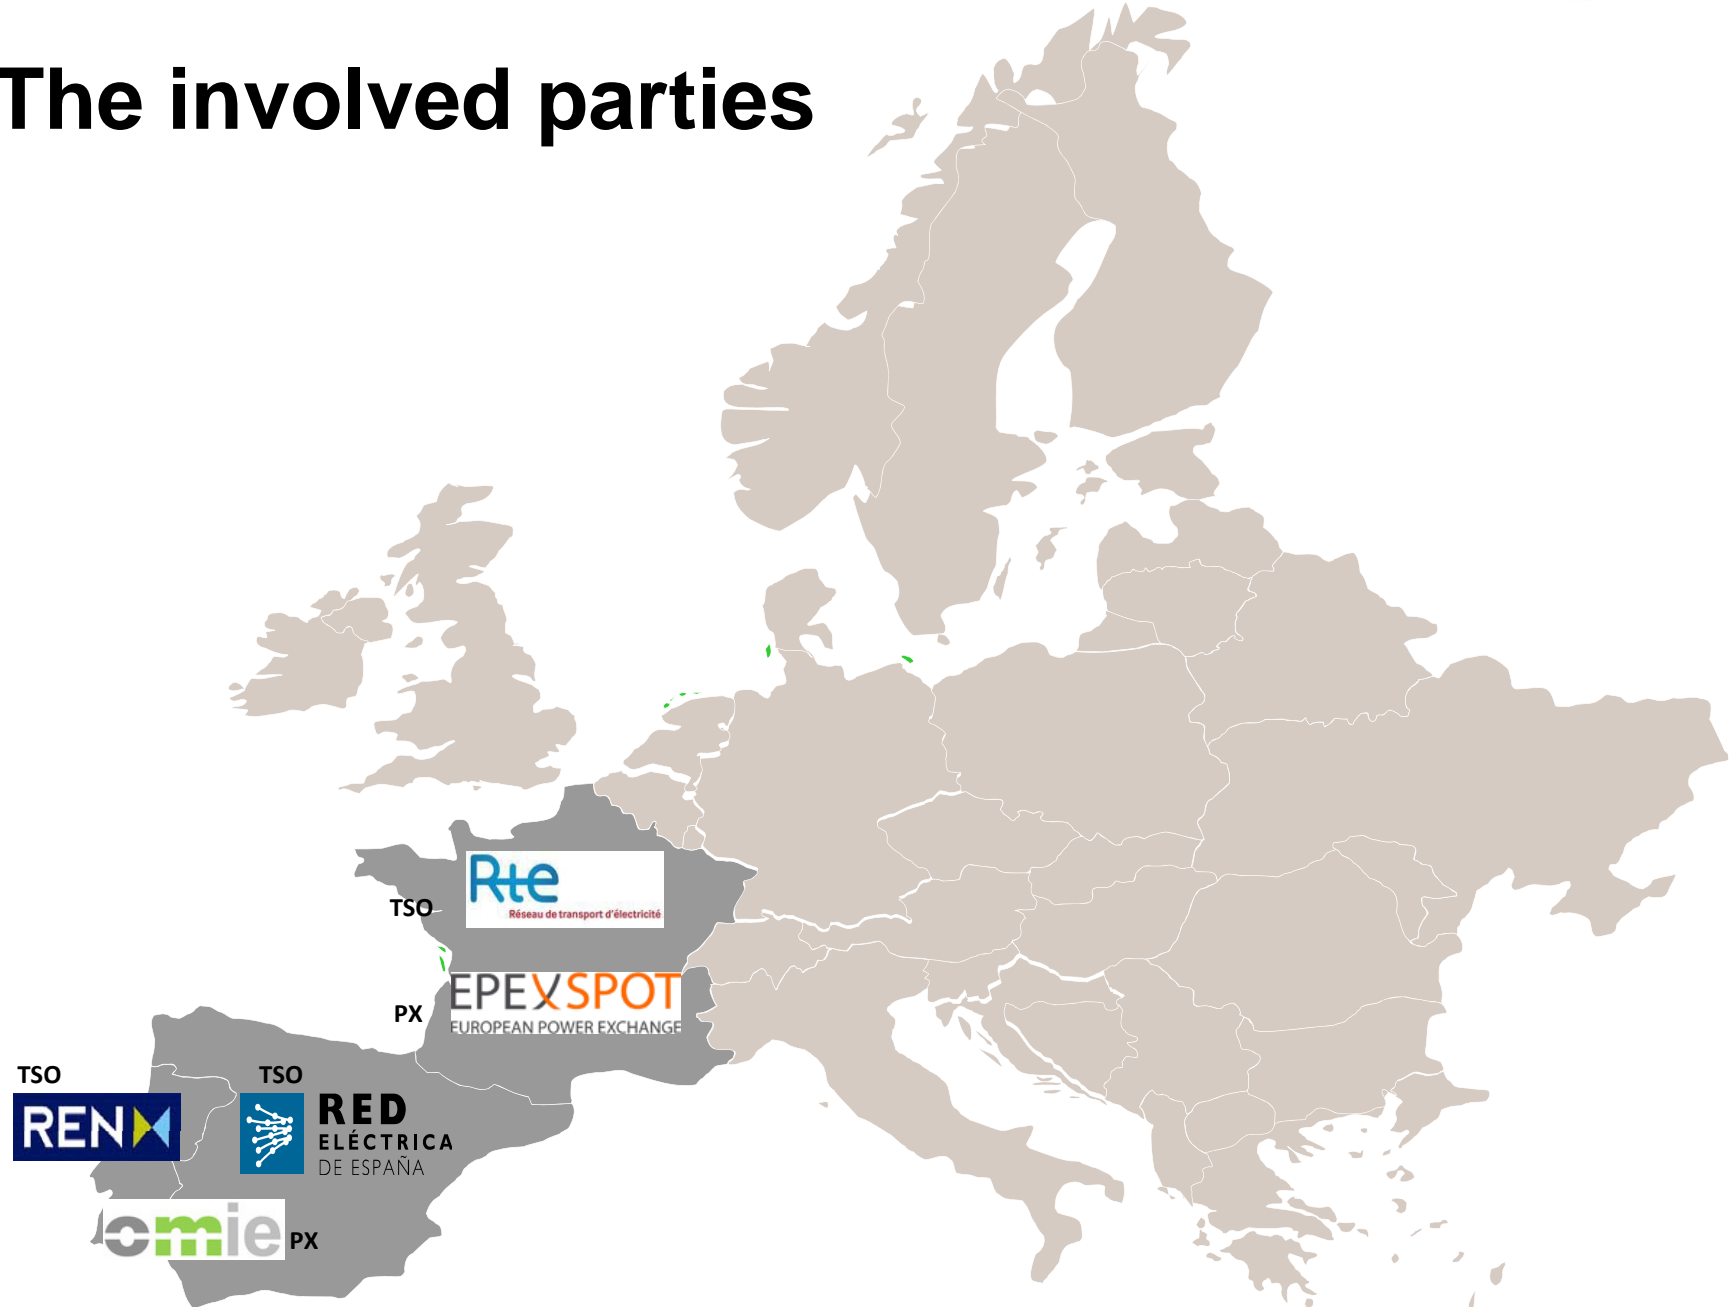 The involved parties
TSO
Rte
Réseau de transport d'électricité
PX
EPEXSPOT
EUROPEAN POWER EXCHANGE
TSO
REN
TSO
RED
ELÉCTRICA
DE ESPAÑA
omie
PX